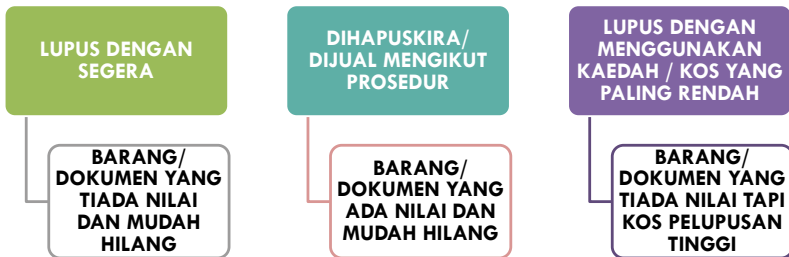 LUPUS DENGAN
SEGERA
BARANG/
DOKUMEN YANG
TIADA NILAI
DAN MUDAH
HILANG
DIHAPUSKIRA/
DIJUAL MENGIKUT
PROSEDUR
BARANG/
DOKUMEN YANG
ADA NILAI DAN
MUDAH HILANG
LUPUS DENGAN
MENGGUNAKAN
KAEDAH / KOS YANG
PALING RENDAH
BARANG/
DOKUMEN YANG
TIADA NILAI TAPI
KOS PELUPUSAN
TINGGI